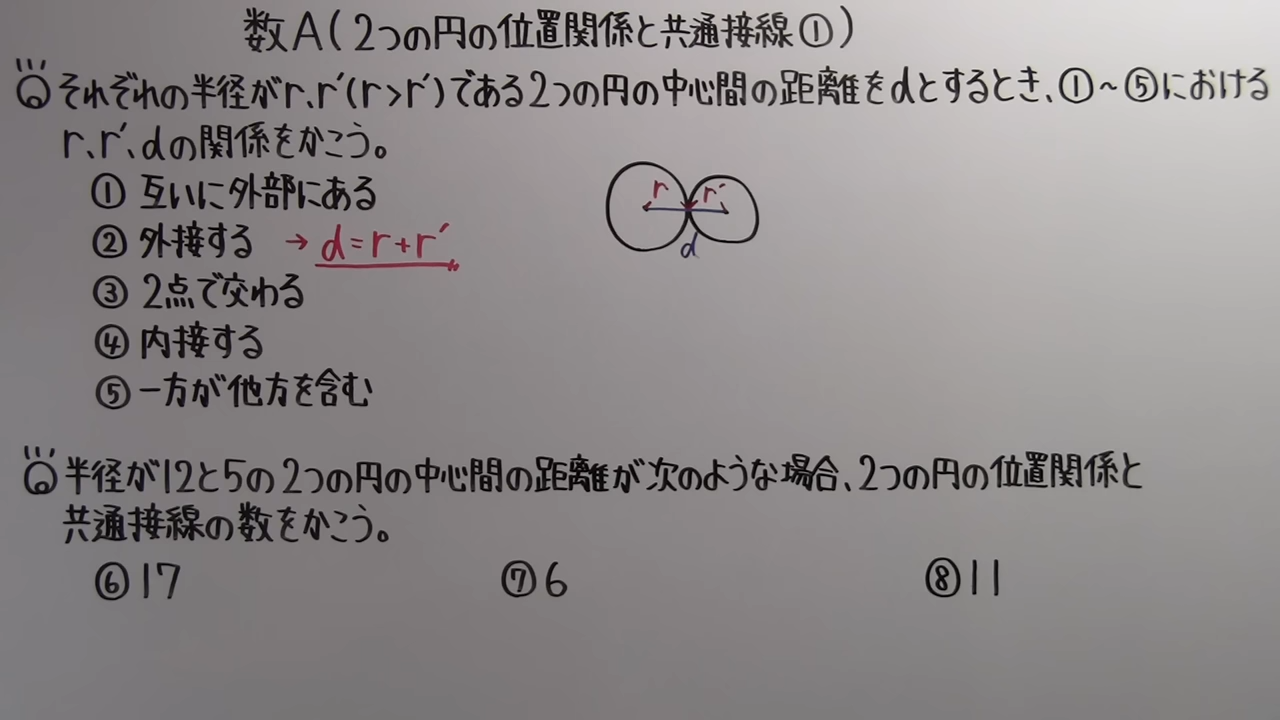 数A(2つの円の位置関係と共通接線①)
それぞれの半径がr、r′(r>r′)である2つの円の中心間の距離をdとするとき、①~⑤における
r、r′、dの関係をかこう。
① 互いに外部にある
② 外接する → d=r+r′
③ 2点で交わる
④ 内接する
⑤ 一方が他方を含む
r r′
d
半径が12と5の2つの円の中心間の距離が次のような場合、2つの円の位置関係と
共通接線の数をかこう。
⑥ 17 ⑦ 6 ⑧ 11